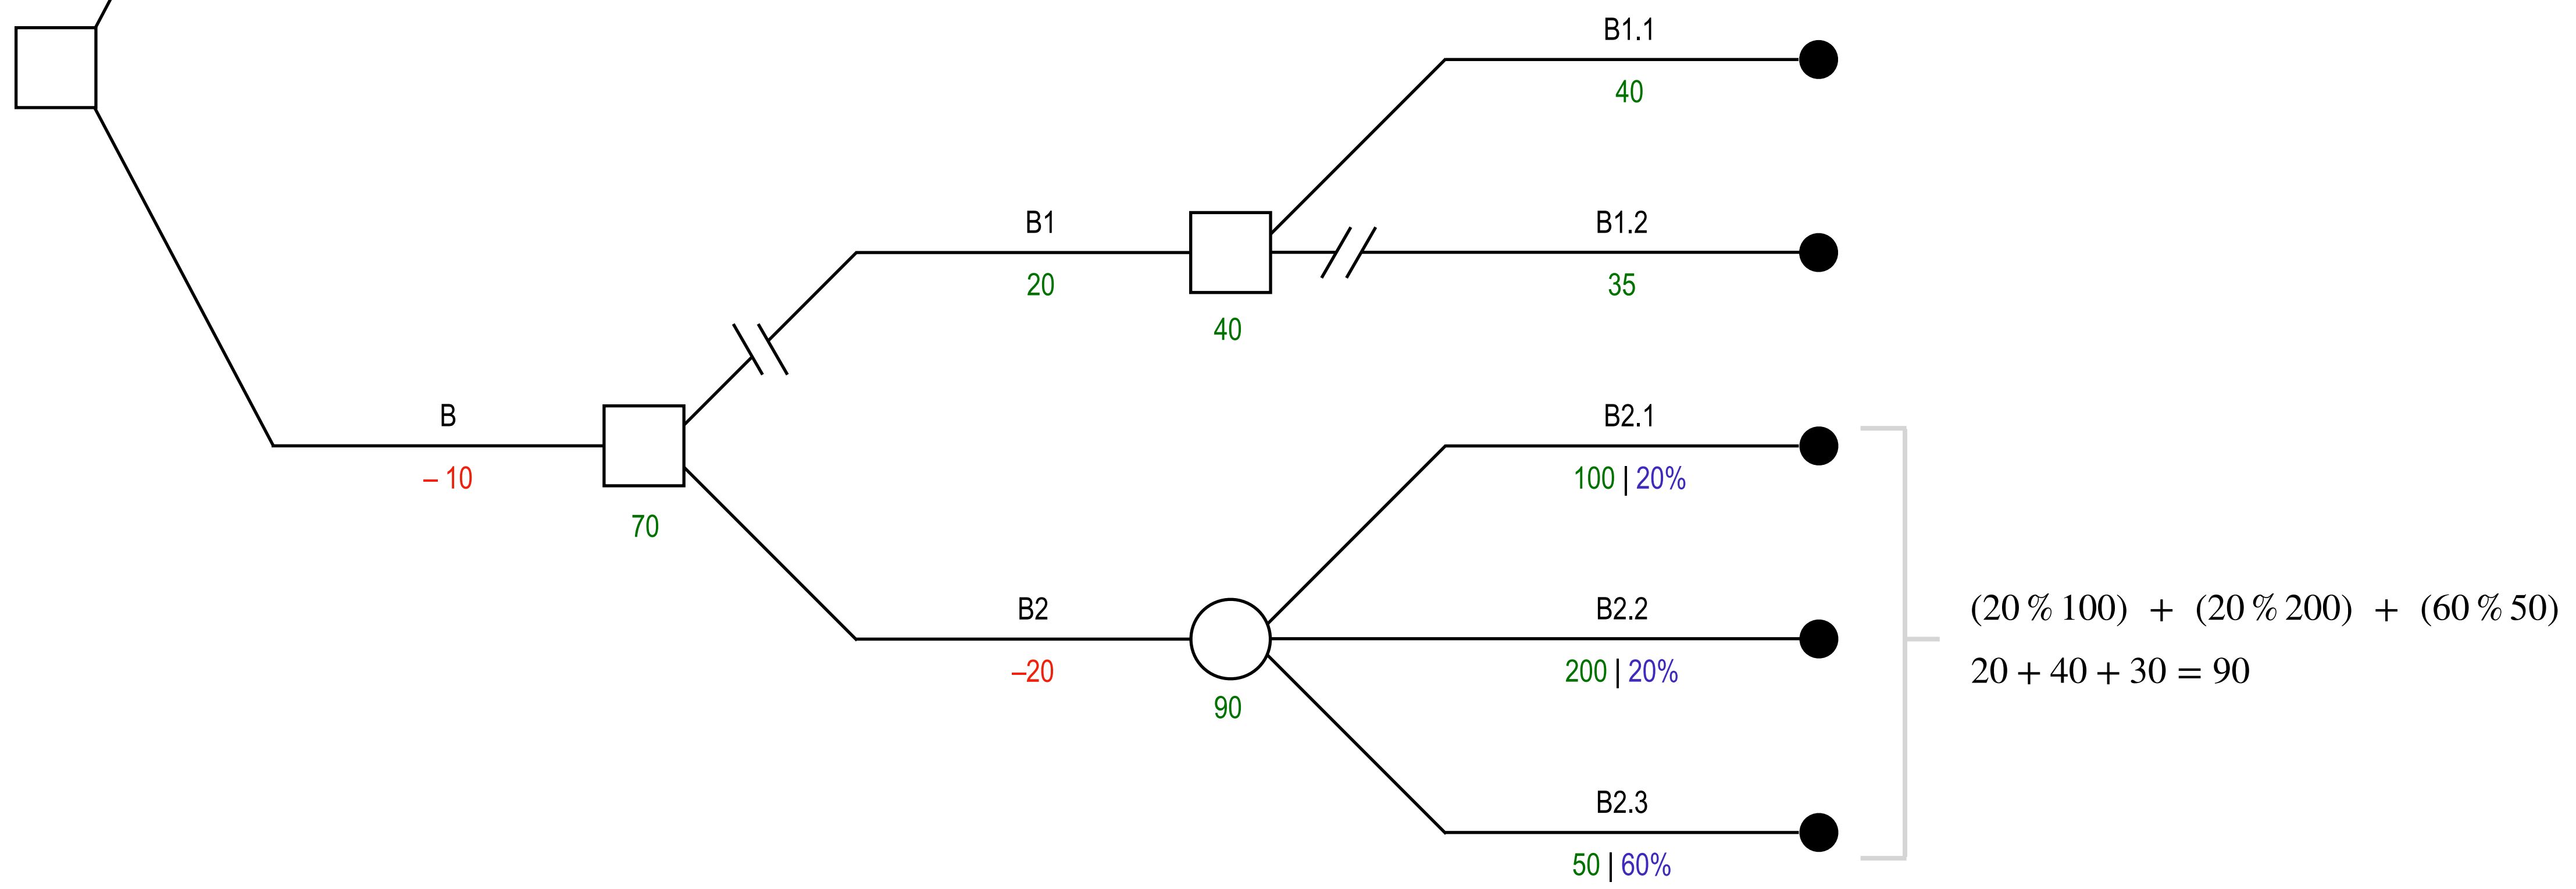 B1.1
40
B1
B1.2
20
35
40
B
B2.1
– 10
100 | 20%
70
B2
B2.2
(20 % 100) + (20 % 200) + (60 % 50)
–20
200 | 20%
20 + 40 + 30 = 90
90
B2.3
50 | 60%